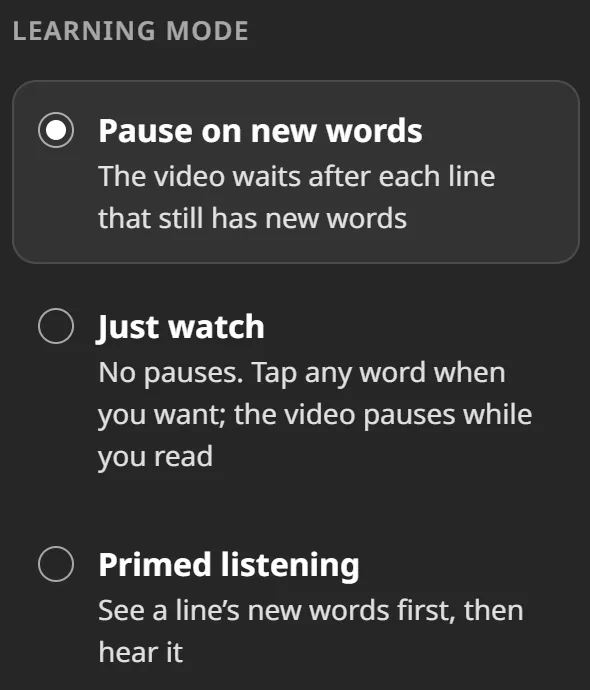 LEARNING MODE
Pause on new words
The video waits after each line
that still has new words
Just watch
No pauses. Tap any word when
you want; the video pauses while
you read
Primed listening
See a line’s new words first, then
hear it